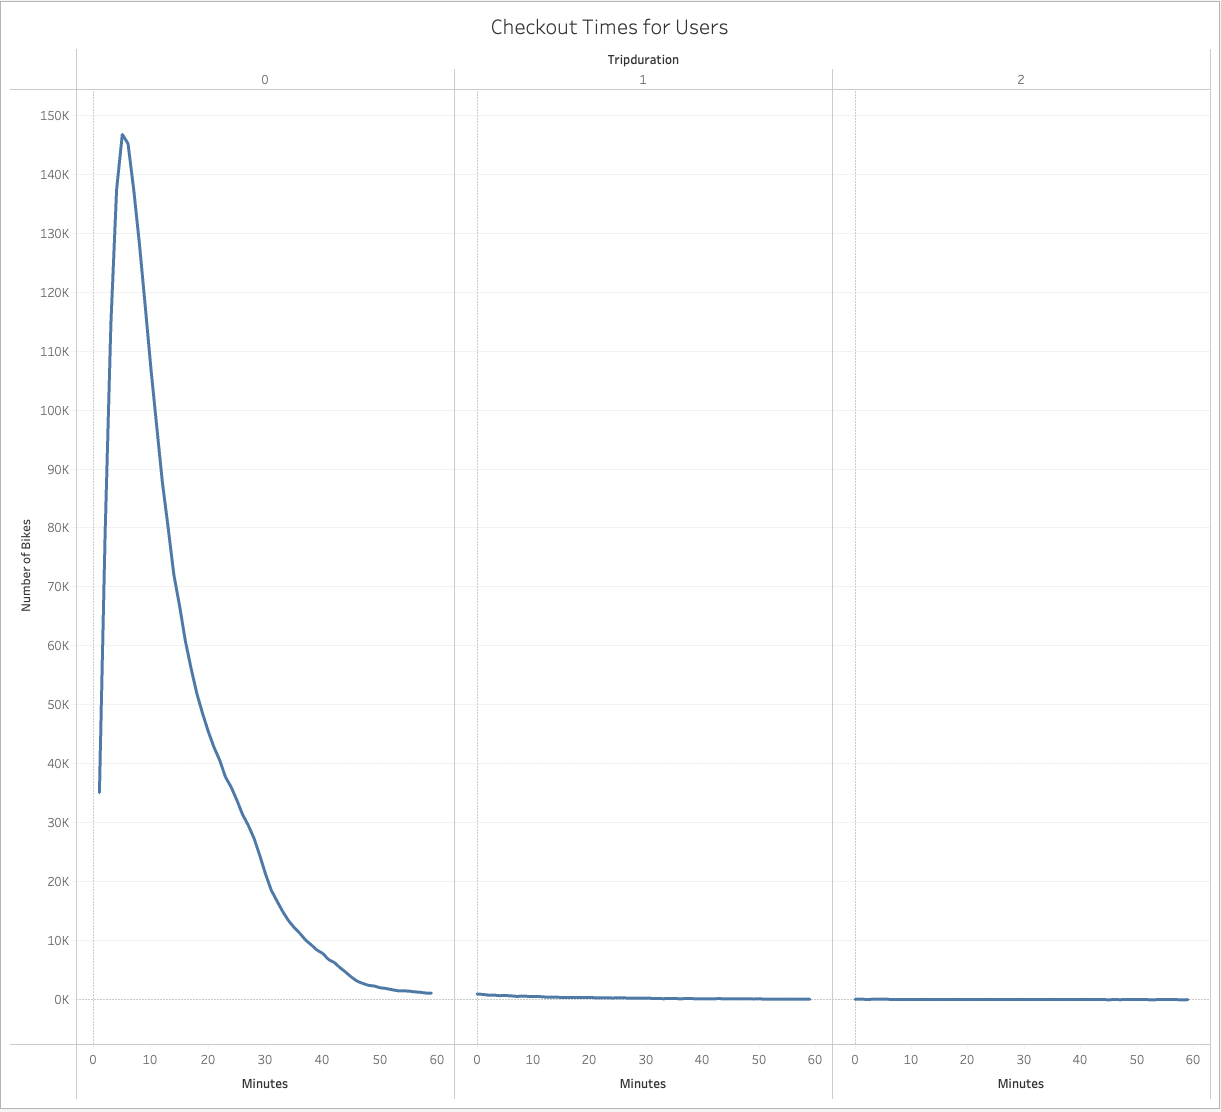 Checkout Times for Users
Tripduration
0 1 2
150K
140K
130K
120K
110K
100K
90K
80K
70K
60K
50K
40K
30K
20K
10K
0K
Number of Bikes
0 10 20 30 40 50 60 0 10 20 30 40 50 60 0 10 20 30 40 50 60
Minutes Minutes Minutes